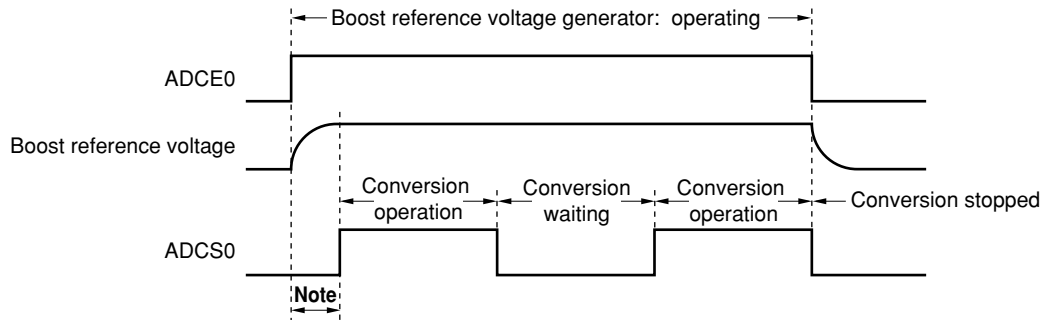 Boost reference voltage generator: operating
ADCE0
Boost reference voltage
Conversion
operation
Conversion
waiting
Conversion
operation
Conversion stopped
ADCS0
Note